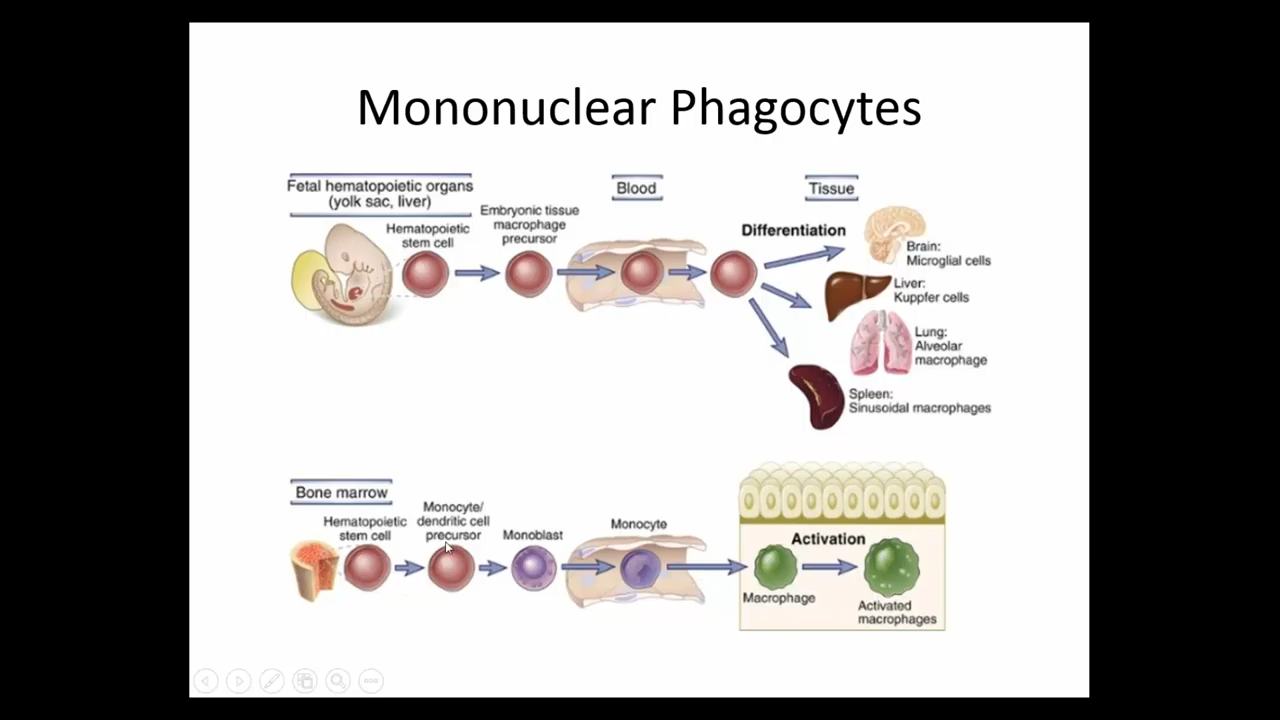 Mononuclear Phagocytes
Fetal hematopoietic organs
(yolk sac, liver)
Blood
Tissue
Hematopoietic
stem cell
Embryonic tissue
macrophage
precursor
Differentiation
Brain:
Microglial cells
Liver:
Kupffer cells
Lung:
Alveolar
macrophage
Spleen:
Sinusoidal macrophages
Bone marrow
Hematopoietic
stem cell
Monocyte/
dendritic cell
precursor
Monoblast
Monocyte
Activation
Macrophage
Activated
macrophages